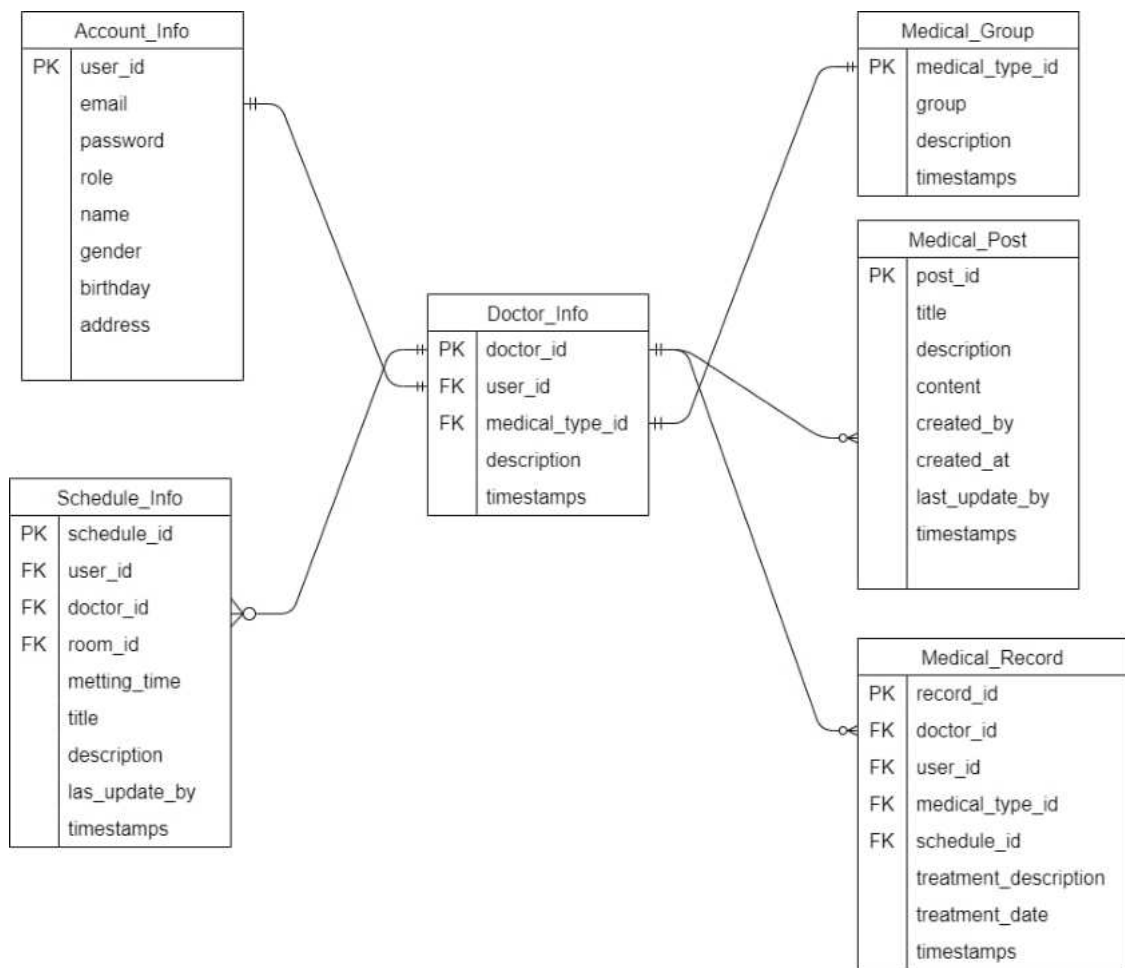 Account_Info
PK user_id
email
password
role
name
gender
birthday
address
Schedule_Info
PK schedule_id
FK user_id
FK doctor_id
FK room_id
metting_time
title
description
las_update_by
timestamps
Doctor_Info
PK doctor_id
FK user_id
FK medical_type_id
description
timestamps
Medical_Group
PK medical_type_id
group
description
timestamps
Medical_Post
PK post_id
title
description
content
created_by
created_at
last_update_by
timestamps
Medical_Record
PK record_id
FK doctor_id
FK user_id
FK medical_type_id
FK schedule_id
treatment_description
treatment_date
timestamps